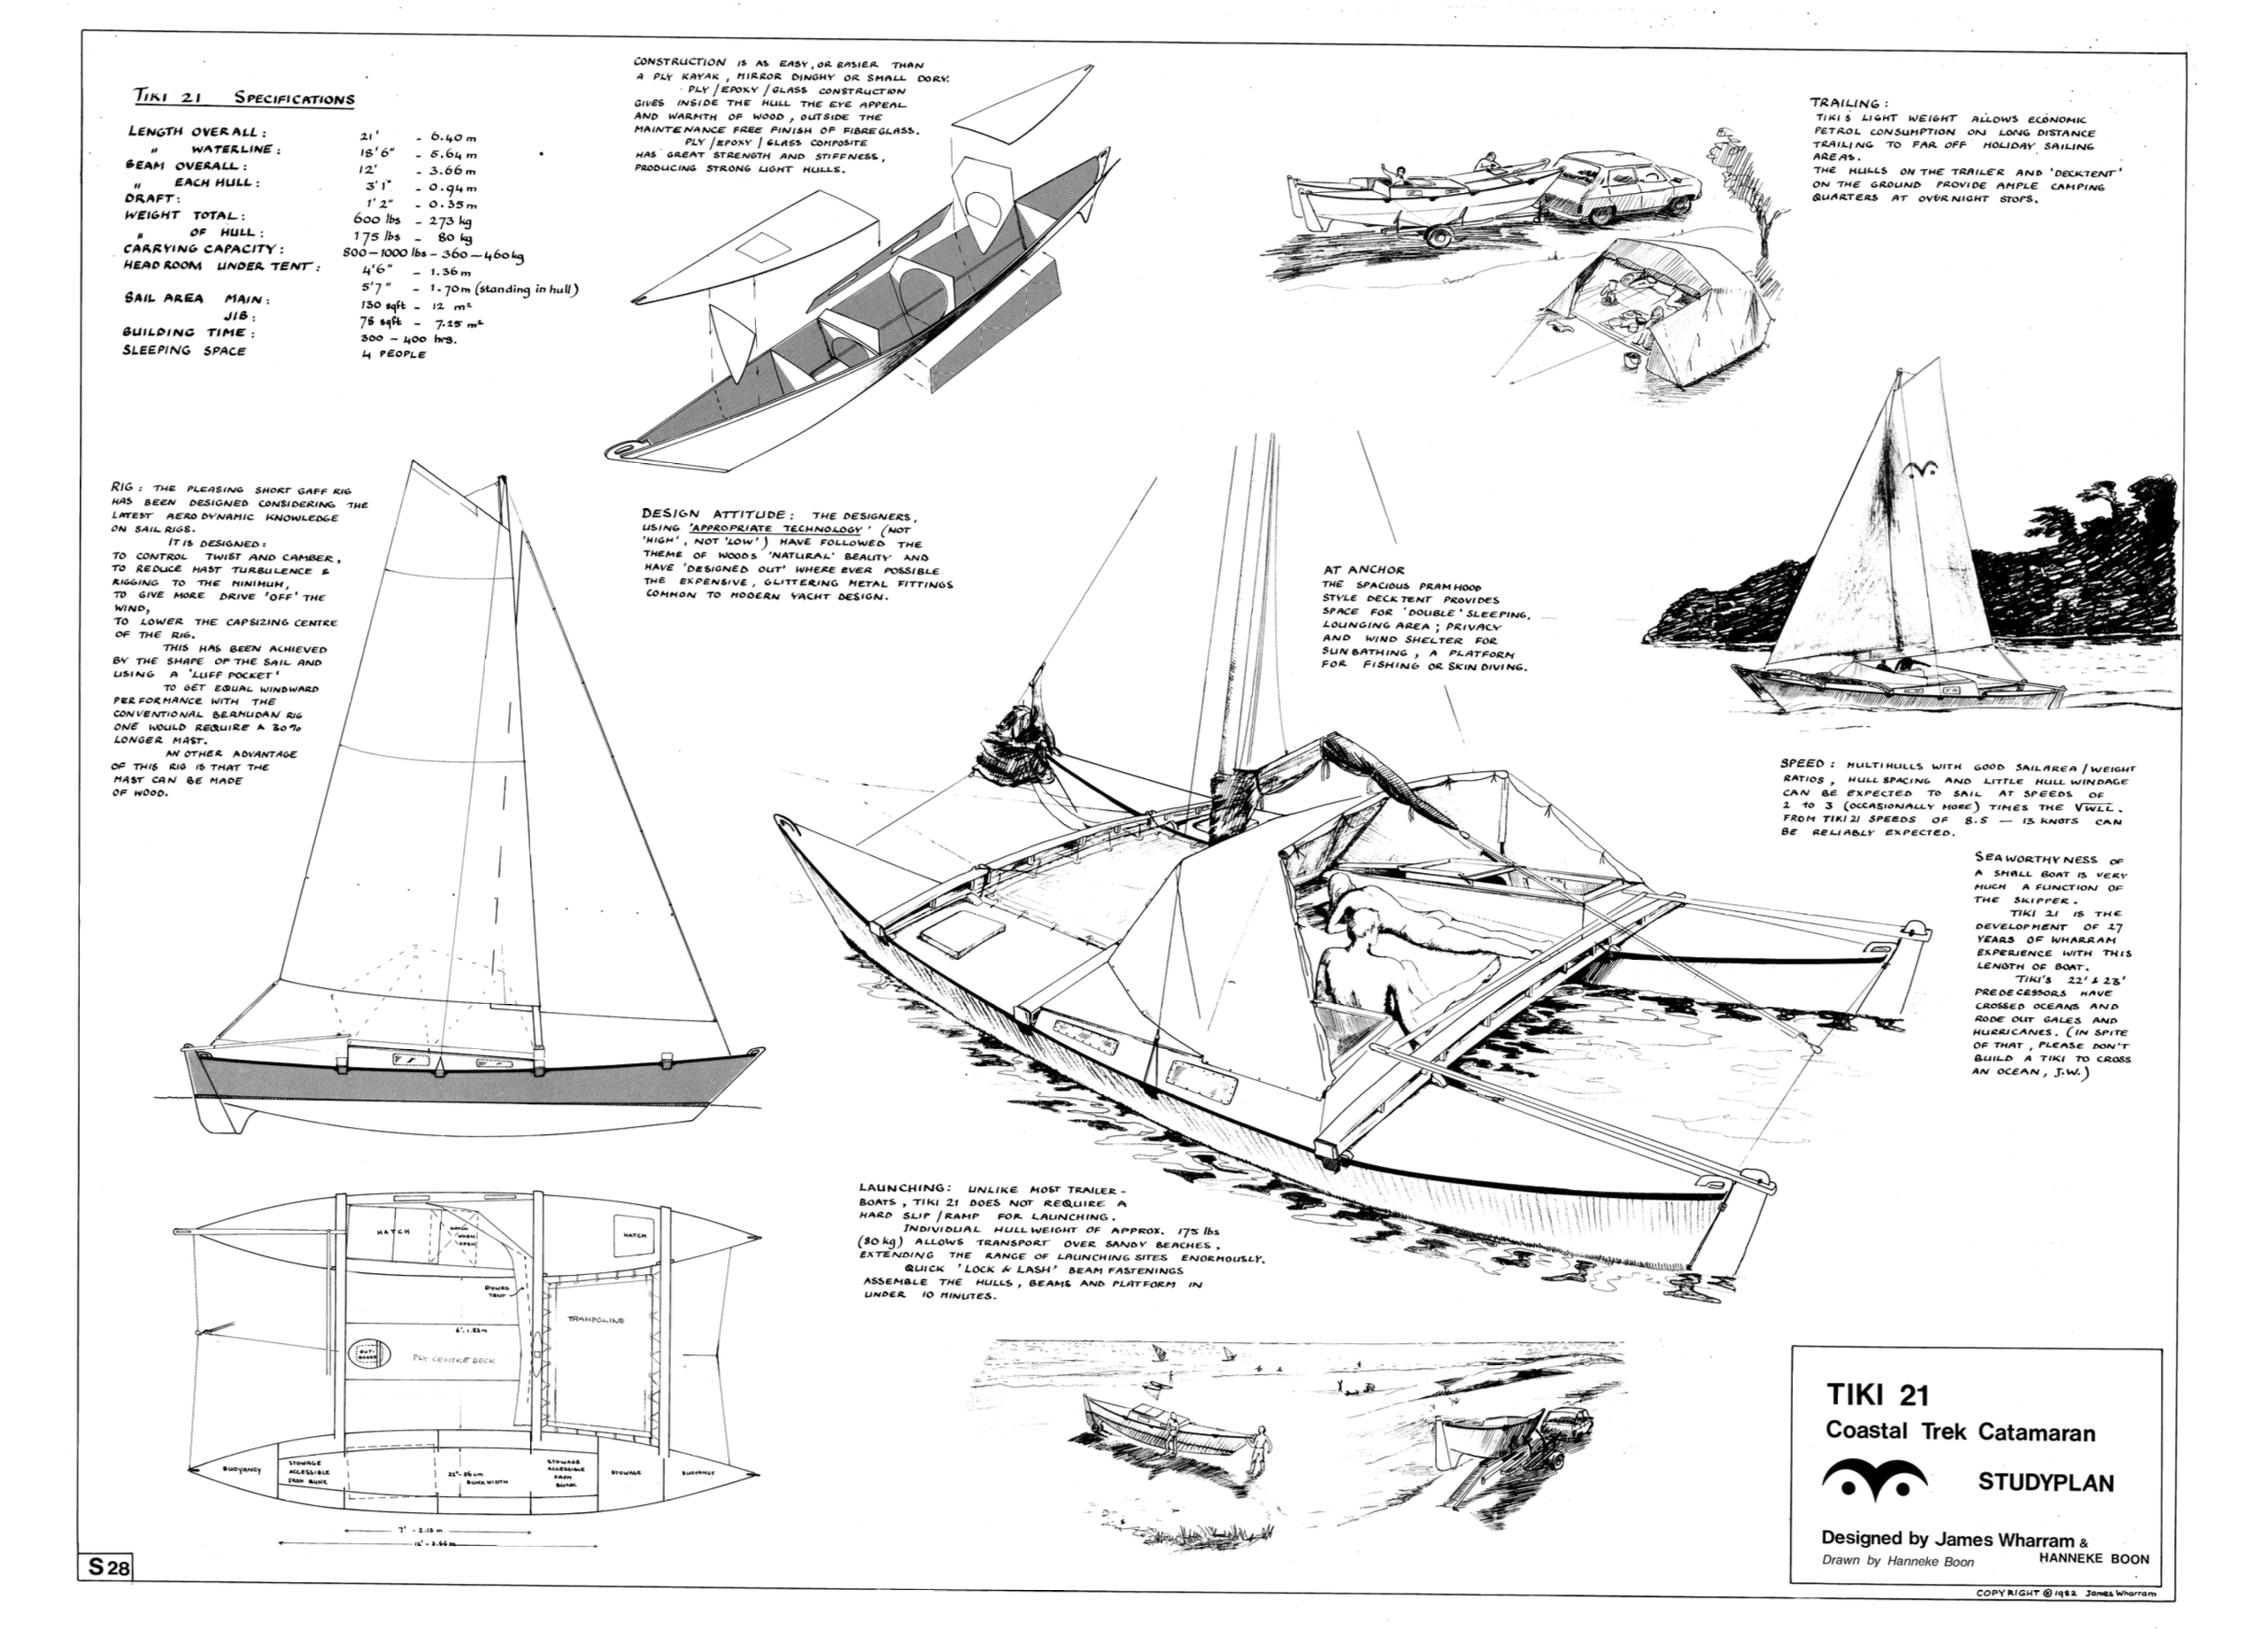 TIKI 21 SPECIFICATIONS
LENGTH OVERALL: 21' - 6.40 m
" WATERLINE: 18'6" - 5.64 m
BEAM OVERALL: 12' - 3.66 m
" EACH HULL: 3'1" - 0.94 m
DRAFT: 1'2" - 0.35 m
WEIGHT TOTAL: 600 lbs - 273 kg
" OF HULL: 175 lbs - 80 kg
CARRYING CAPACITY: 800-1000 lbs - 360-460 kg
HEAD ROOM UNDER TENT: 4'6" - 1.36 m
5'7" - 1.70 m (standing in hull)
SAIL AREA MAIN: 130 sqft - 12 m²
JIB: 78 sqft - 7.25 m²
BUILDING TIME: 300 - 400 hrs.
SLEEPING SPACE 4 PEOPLE
CONSTRUCTION IS AS EASY, OR EASIER THAN
A PLY KAYAK, MIRROR DINGHY OR SMALL DORY.
PLY/EPOXY/GLASS CONSTRUCTION
GIVES INSIDE THE HULL THE EYE APPEAL
AND WARMTH OF WOOD, OUTSIDE THE
MAINTENANCE FREE FINISH OF FIBREGLASS.
PLY/EPOXY/GLASS COMPOSITE
HAS GREAT STRENGTH AND STIFFNESS,
PRODUCING STRONG LIGHT HULLS.
TRAILING:
TIKI'S LIGHT WEIGHT ALLOWS ECONOMIC
PETROL CONSUMPTION ON LONG DISTANCE
TRAILING TO FAR OFF HOLIDAY SAILING
AREAS.
THE HULLS ON THE TRAILER AND 'DECKTENT'
ON THE GROUND PROVIDE AMPLE CAMPING
QUARTERS AT OVERNIGHT STOPS.
RIG: THE PLEASING SHORT GAFF RIG
HAS BEEN DESIGNED CONSIDERING THE
LATEST AERODYNAMIC KNOWLEDGE
ON SAIL RIGS.
IT IS DESIGNED:
TO CONTROL TWIST AND CAMBER,
TO REDUCE MAST TURBULENCE &
RIGGING TO THE MINIMUM,
TO GIVE MORE DRIVE 'OFF' THE
WIND,
TO LOWER THE CAPSIZING CENTRE
OF THE RIG.
THIS HAS BEEN ACHIEVED
BY THE SHAPE OF THE SAIL AND
USING A 'LUFF POCKET'
TO GET EQUAL WINDWARD
PERFORMANCE WITH THE
CONVENTIONAL BERMUDAN RIG
ONE WOULD REQUIRE A 30%
LONGER MAST.
AN OTHER ADVANTAGE
OF THIS RIG IS THAT THE
MAST CAN BE MADE
OF WOOD.
DESIGN ATTITUDE: THE DESIGNERS,
USING 'APPROPRIATE TECHNOLOGY' (NOT
'HIGH', NOT 'LOW') HAVE FOLLOWED THE
THEME OF WOODS 'NATURAL' BEAUTY AND
HAVE 'DESIGNED OUT' WHERE EVER POSSIBLE
THE EXPENSIVE, GLITTERING METAL FITTINGS
COMMON TO MODERN YACHT DESIGN.
AT ANCHOR
THE SPACIOUS PRAMHOOD
STYLE DECKTENT PROVIDES
SPACE FOR 'DOUBLE' SLEEPING,
LOUNGING AREA; PRIVACY
AND WIND SHELTER FOR
SUNBATHING, A PLATFORM
FOR FISHING OR SKIN DIVING.
SPEED: MULTIHULLS WITH GOOD SAILAREA/WEIGHT
RATIOS, HULL SPACING AND LITTLE HULL WINDAGE
CAN BE EXPECTED TO SAIL AT SPEEDS OF
2 to 3 (OCCASIONALLY MORE) TIMES THE √WLL.
FROM TIKI 21 SPEEDS OF 8.5 - 13 KNOTS CAN
BE RELIABLY EXPECTED.
SEAWORTHYNESS OF
A SMALL BOAT IS VERY
MUCH A FUNCTION OF
THE SKIPPER.
TIKI 21 IS THE
DEVELOPMENT OF 27
YEARS OF WHARRAM
EXPERIENCE WITH THIS
LENGTH OF BOAT.
TIKI'S 22' & 23'
PREDECESSORS HAVE
CROSSED OCEANS AND
RODE OUT GALES AND
HURRICANES. (IN SPITE
OF THAT, PLEASE DON'T
BUILD A TIKI TO CROSS
AN OCEAN, J.W.)
LAUNCHING: UNLIKE MOST TRAILER-
BOATS, TIKI 21 DOES NOT REQUIRE A
HARD SLIP/RAMP FOR LAUNCHING.
INDIVIDUAL HULL WEIGHT OF APPROX. 175 lbs
(80 kg) ALLOWS TRANSPORT OVER SANDY BEACHES,
EXTENDING THE RANGE OF LAUNCHING SITES ENORMOUSLY.
QUICK 'LOCK & LASH' BEAM FASTENINGS
ASSEMBLE THE HULLS, BEAMS AND PLATFORM IN
UNDER 10 MINUTES.
HATCH
HATCH WHEN OPEN
HATCH
STOWED TENT
TRAMPOLINE
6'. 1.83m
OUT-BOARD
PLY CENTRE DECK
BUOYANCY
STOWAGE ACCESSIBLE FROM BUNK
22"-56 cm BUNK WIDTH
STOWAGE ACCESSIBLE FROM BUNK
STOWAGE
BUOYANCY
7' - 2.13 m
12' - 3.66 m
S28
TIKI 21
Coastal Trek Catamaran
STUDYPLAN
Designed by James Wharram &
HANNEKE BOON
Drawn by Hanneke Boon
COPYRIGHT © 1982 James Wharram